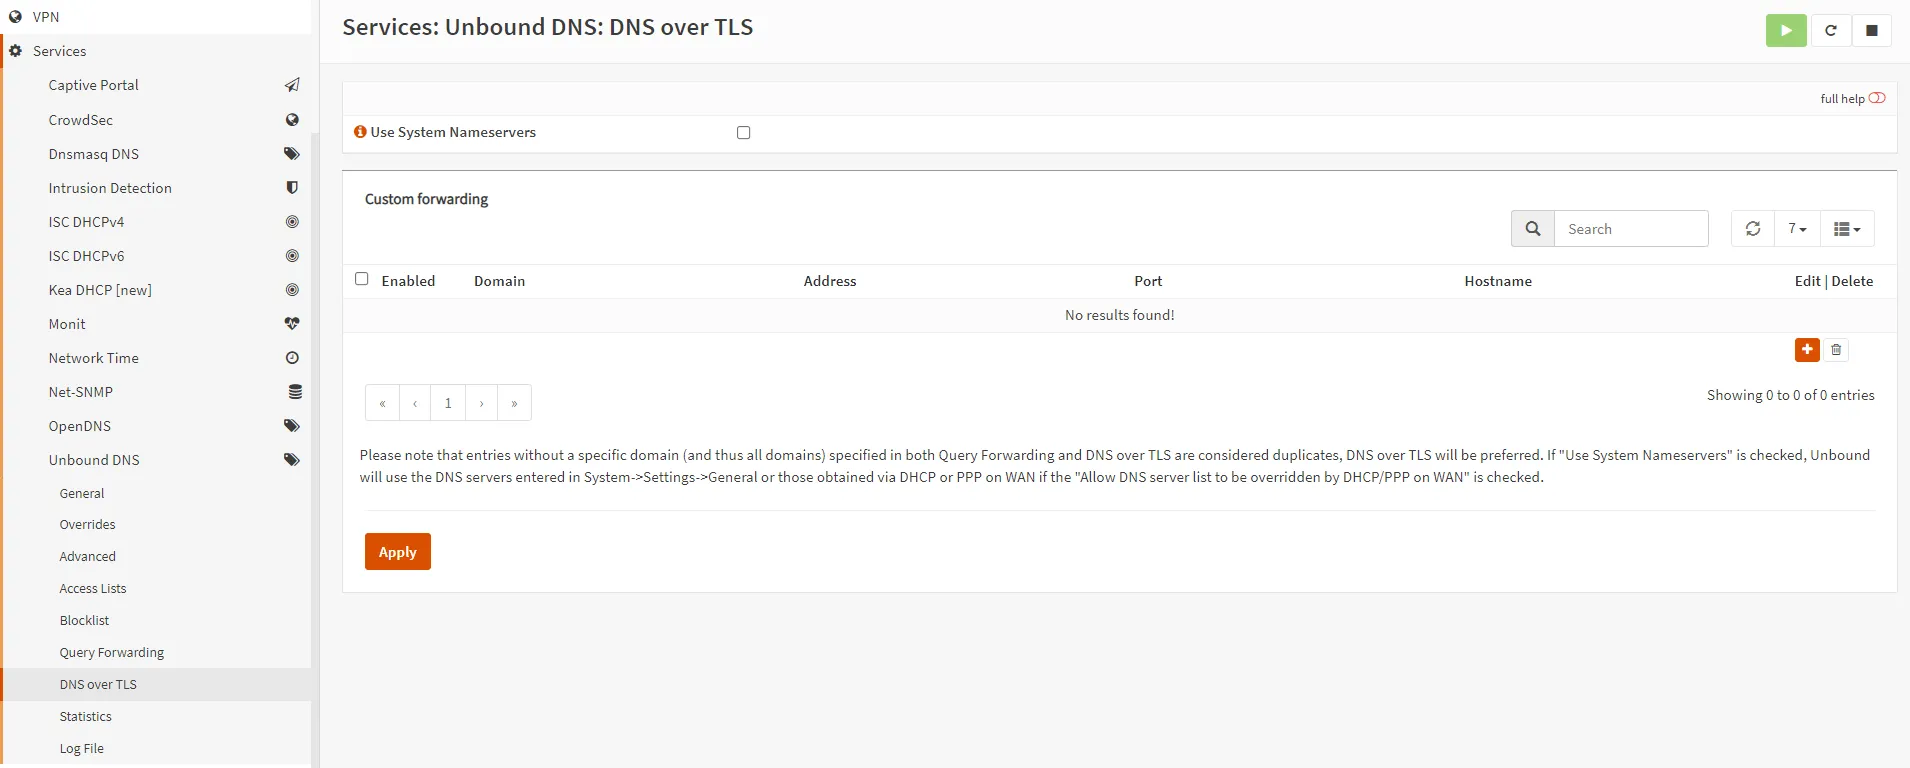 VPN
Services
Captive Portal
CrowdSec
Dnsmasq DNS
Intrusion Detection
ISC DHCPv4
ISC DHCPv6
Kea DHCP [new]
Monit
Network Time
Net-SNMP
OpenDNS
Unbound DNS
General
Overrides
Advanced
Access Lists
Blocklist
Query Forwarding
DNS over TLS
Statistics
Log File
Services: Unbound DNS: DNS over TLS
full help
Use System Nameservers
Custom forwarding
Search
7
Enabled Domain Address Port Hostname Edit | Delete
No results found!
« ‹ 1 › »
Showing 0 to 0 of 0 entries
Please note that entries without a specific domain (and thus all domains) specified in both Query Forwarding and DNS over TLS are considered duplicates, DNS over TLS will be preferred. If "Use System Nameservers" is checked, Unbound
will use the DNS servers entered in System->Settings->General or those obtained via DHCP or PPP on WAN if the "Allow DNS server list to be overridden by DHCP/PPP on WAN" is checked.
Apply